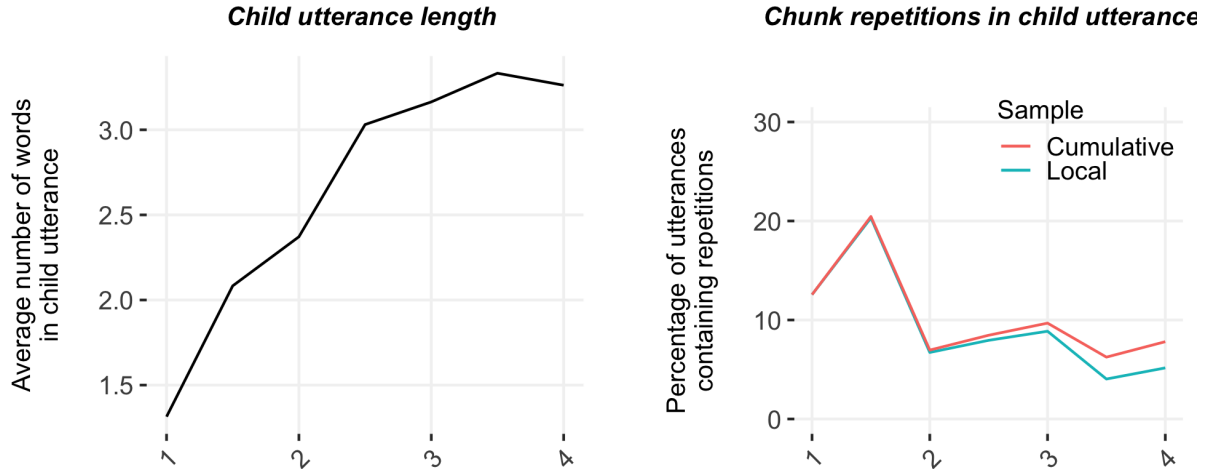 Child utterance length
Average number of words
in child utterance
3.0
2.5
2.0
1.5
1
2
3
4
Chunk repetitions in child utterance
Percentage of utterances
containing repetitions
30
20
10
0
Sample
Cumulative
Local
1
2
3
4